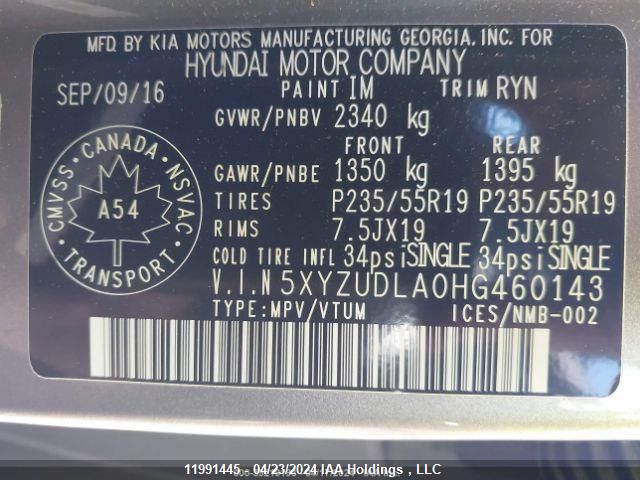 MFD BY KIA MOTORS MANUFACTURING GEORGIA, INC. FOR
HYUNDAI MOTOR COMPANY
SEP/09/16 PAINT IM TRIM RYN
GVWR/PNBV 2340 kg
FRONT REAR
GAWR/PNBE 1350 kg 1395 kg
TIRES P235/55R19 P235/55R19
RIMS 7.5JX19 7.5JX19
COLD TIRE INFL 34psi SINGLE 34psi SINGLE
V.I.N 5XYZUDLA0HG460143
TYPE:MPV/VTUM ICES/NMB-002
CANADA
CMVSS · NSVAC
A54
TRANSPORT
11991445 - 04/23/2024 IAA Holdings , LLC